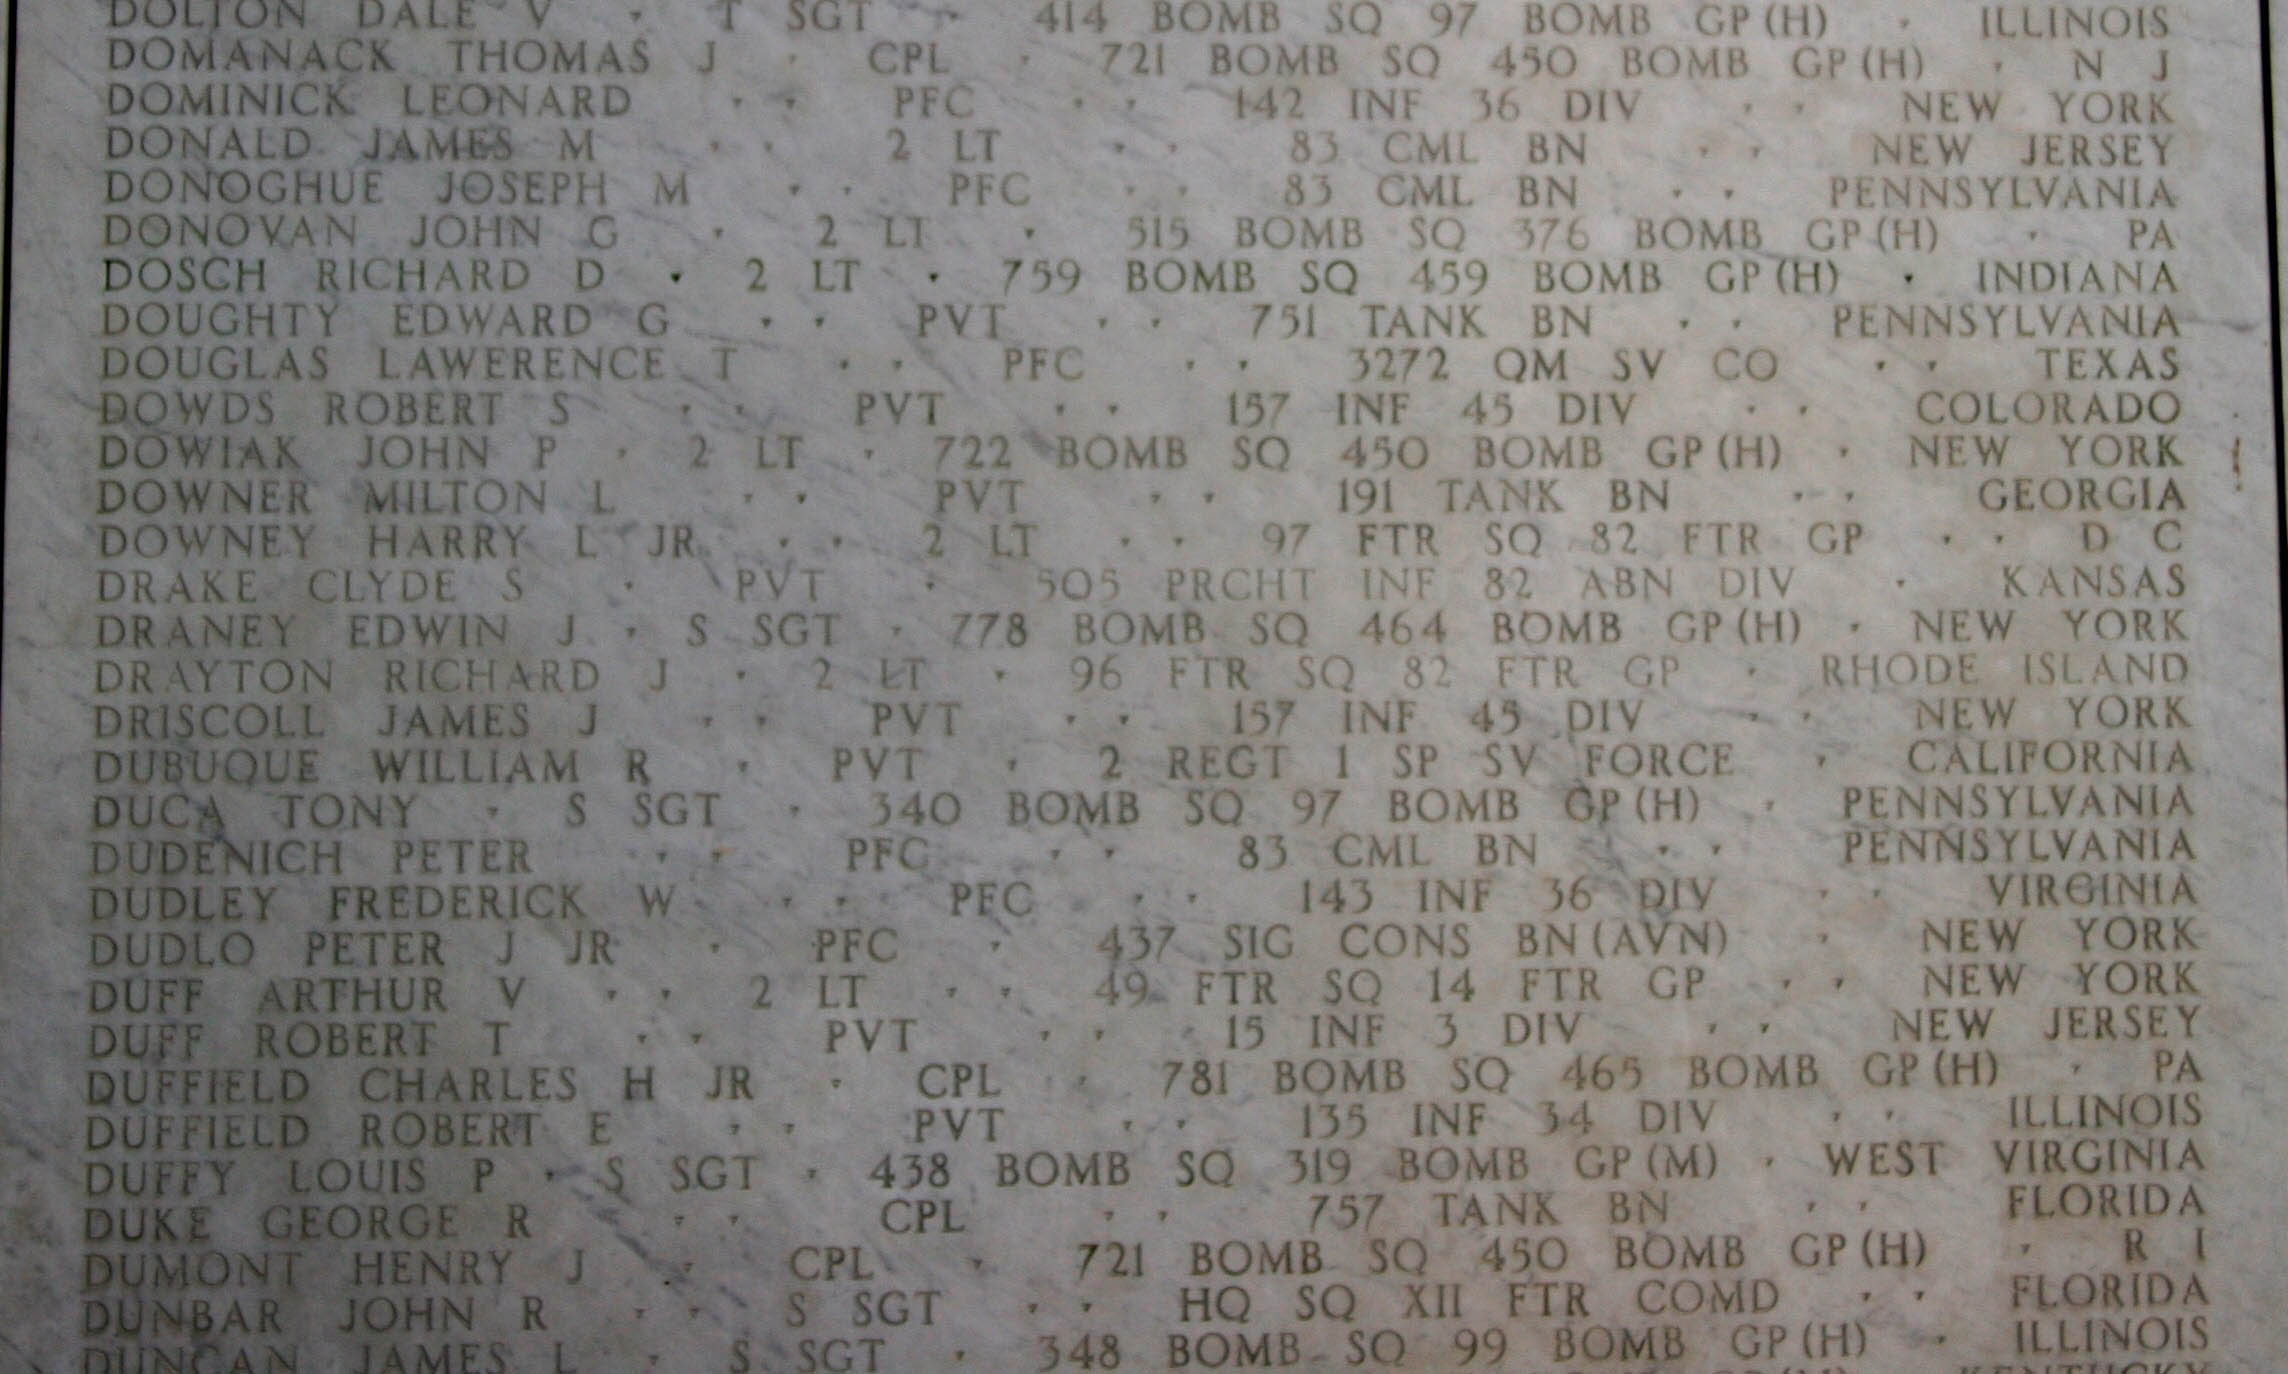 DOLTON DALE V · T SGT · 414 BOMB SQ 97 BOMB GP (H) · ILLINOIS
DOMANACK THOMAS J · CPL · 721 BOMB SQ 450 BOMB GP (H) · N J
DOMINICK LEONARD · · PFC · · 142 INF 36 DIV · · NEW YORK
DONALD JAMES M · · 2 LT · · 83 CML BN · · NEW JERSEY
DONOGHUE JOSEPH M · · PFC · · 83 CML BN · · PENNSYLVANIA
DONOVAN JOHN G · 2 LT · 515 BOMB SQ 376 BOMB GP (H) · PA
DOSCH RICHARD D · 2 LT · 759 BOMB SQ 459 BOMB GP (H) · INDIANA
DOUGHTY EDWARD G · · PVT · · 751 TANK BN · · PENNSYLVANIA
DOUGLAS LAWERENCE T · · PFC · · 3272 QM SV CO · · TEXAS
DOWDS ROBERT S · · PVT · · 157 INF 45 DIV · · COLORADO
DOWIAK JOHN P · 2 LT · 722 BOMB SQ 450 BOMB GP (H) · NEW YORK
DOWNER MILTON L · · PVT · · 191 TANK BN · · GEORGIA
DOWNEY HARRY L JR · · 2 LT · · 97 FTR SQ 82 FTR GP · · D C
DRAKE CLYDE S · PVT · 505 PRCHT INF 82 ABN DIV · KANSAS
DRANEY EDWIN J · S SGT · 778 BOMB SQ 464 BOMB GP (H) · NEW YORK
DRAYTON RICHARD J · 2 LT · 96 FTR SQ 82 FTR GP · RHODE ISLAND
DRISCOLL JAMES J · · PVT · · 157 INF 45 DIV · · NEW YORK
DUBUQUE WILLIAM R · PVT · 2 REGT 1 SP SV FORCE · CALIFORNIA
DUCA TONY · S SGT · 340 BOMB SQ 97 BOMB GP (H) · PENNSYLVANIA
DUDENICH PETER · · PFC · · 83 CML BN · · PENNSYLVANIA
DUDLEY FREDERICK W · · PFC · · 143 INF 36 DIV · · VIRGINIA
DUDLO PETER J JR · PFC · 437 SIG CONS BN (AVN) · NEW YORK
DUFF ARTHUR V · · 2 LT · · 49 FTR SQ 14 FTR GP · · NEW YORK
DUFF ROBERT T · · PVT · · 15 INF 3 DIV · · NEW JERSEY
DUFFIELD CHARLES H JR · CPL · 781 BOMB SQ 465 BOMB GP (H) · PA
DUFFIELD ROBERT E · · PVT · · 135 INF 34 DIV · · ILLINOIS
DUFFY LOUIS P · S SGT · 438 BOMB SQ 319 BOMB GP (M) · WEST VIRGINIA
DUKE GEORGE R · · CPL · · 757 TANK BN · · FLORIDA
DUMONT HENRY J · CPL · 721 BOMB SQ 450 BOMB GP (H) · R I
DUNBAR JOHN R · · S SGT · · HQ SQ XII FTR COMD · · FLORIDA
DUNCAN JAMES L · S SGT · 348 BOMB SQ 99 BOMB GP (H) · ILLINOIS
KENTUCKY